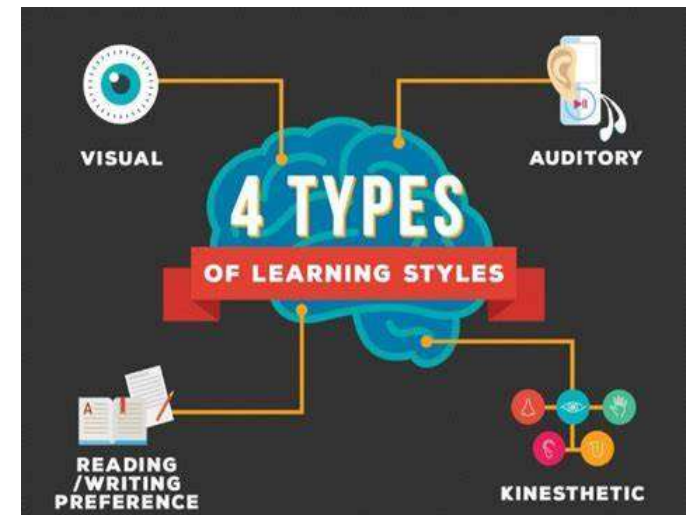 VISUAL
AUDITORY
4 TYPES
OF LEARNING STYLES
A
READING
/WRITING
PREFERENCE
KINESTHETIC